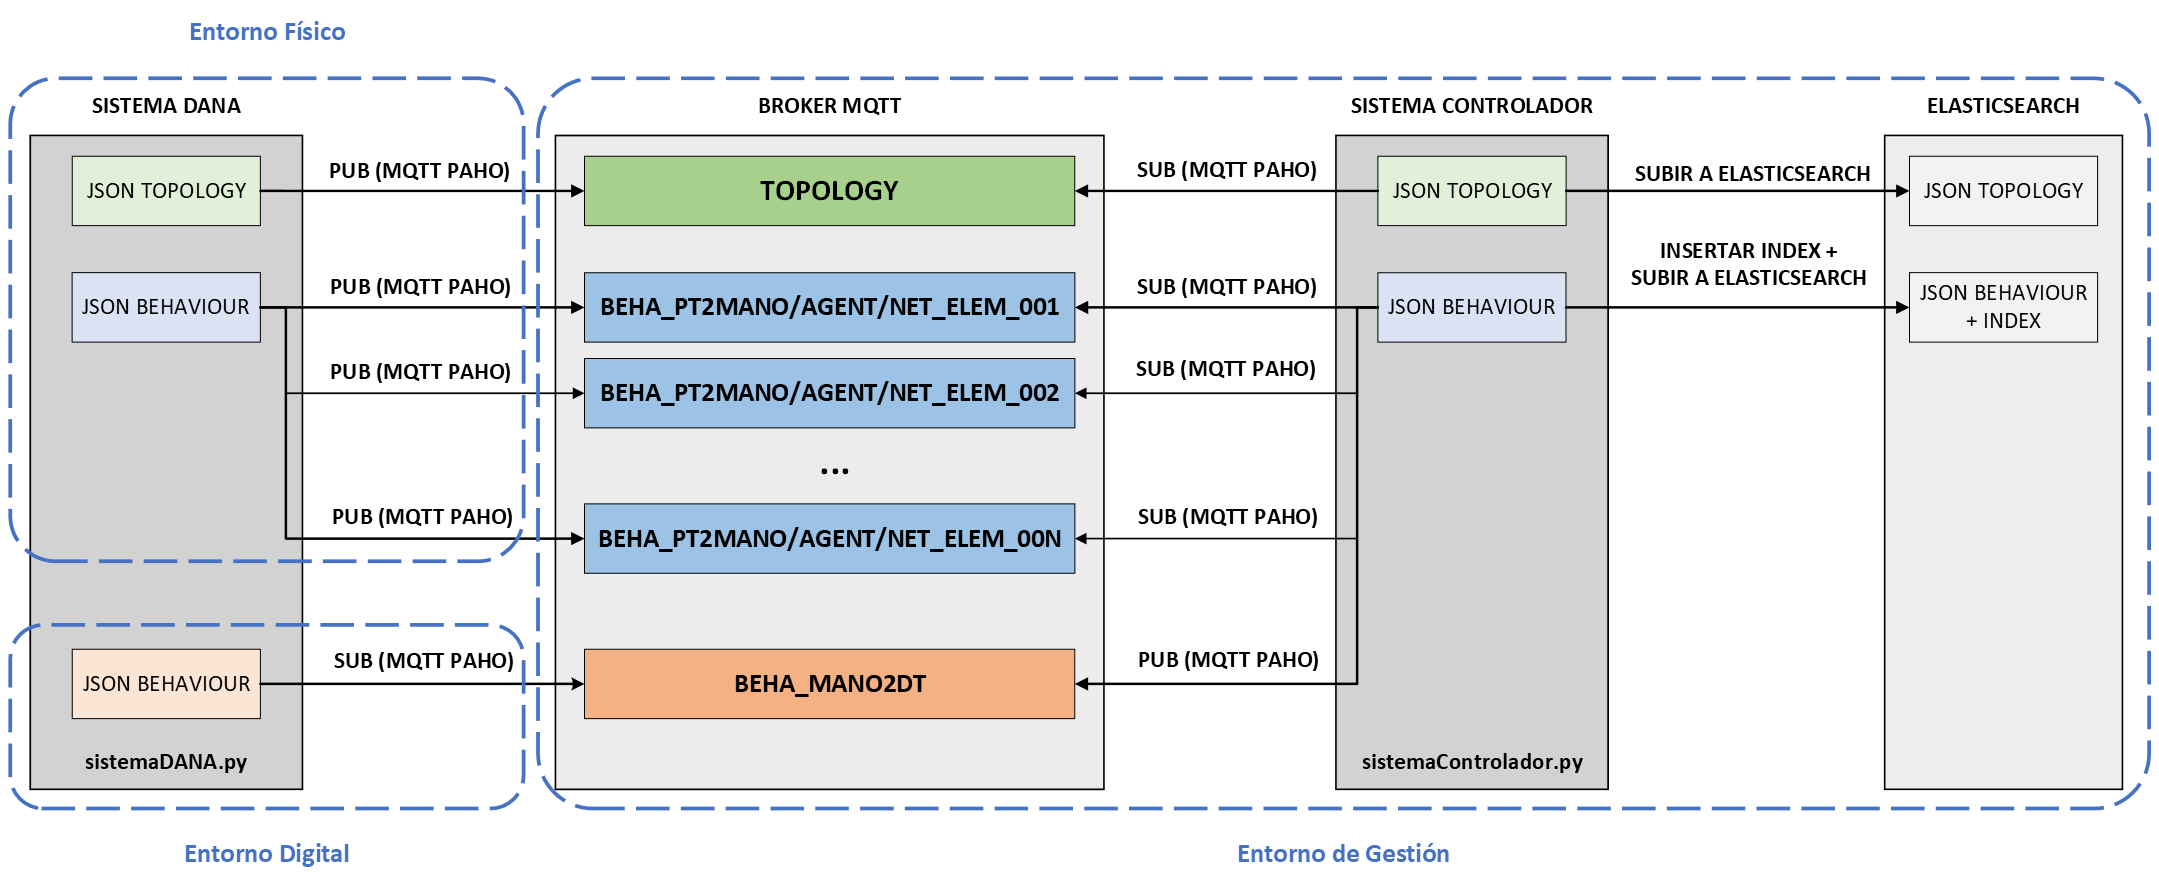 Entorno Físico
SISTEMA DANA
BROKER MQTT
SISTEMA CONTROLADOR
ELASTICSEARCH
JSON TOPOLOGY
PUB (MQTT PAHO)
TOPOLOGY
SUB (MQTT PAHO)
JSON TOPOLOGY
SUBIR A ELASTICSEARCH
JSON TOPOLOGY
JSON BEHAVIOUR
PUB (MQTT PAHO)
BEHA_PT2MANO/AGENT/NET_ELEM_001
SUB (MQTT PAHO)
JSON BEHAVIOUR
INSERTAR INDEX +
SUBIR A ELASTICSEARCH
JSON BEHAVIOUR
+ INDEX
PUB (MQTT PAHO)
BEHA_PT2MANO/AGENT/NET_ELEM_002
SUB (MQTT PAHO)
...
PUB (MQTT PAHO)
BEHA_PT2MANO/AGENT/NET_ELEM_00N
SUB (MQTT PAHO)
JSON BEHAVIOUR
SUB (MQTT PAHO)
BEHA_MANO2DT
PUB (MQTT PAHO)
sistemaDANA.py
sistemaControlador.py
Entorno Digital
Entorno de Gestión